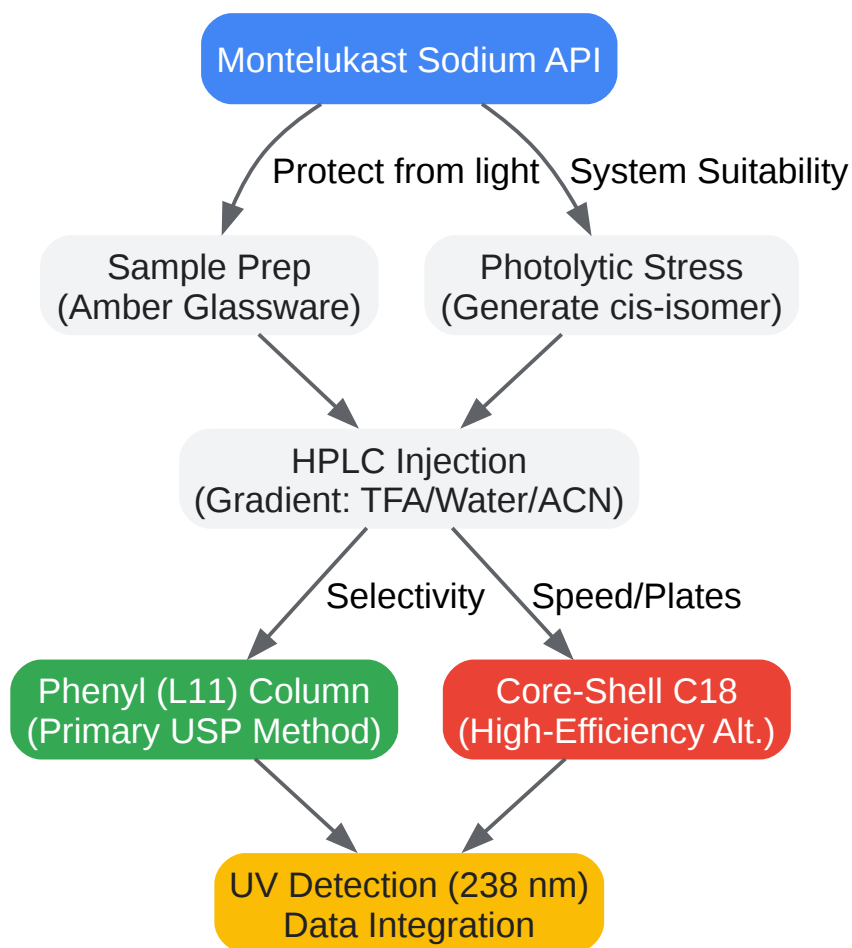 Montelukast Sodium API
Protect from light
System Suitability
Sample Prep
(Amber Glassware)
Photolytic Stress
(Generate cis-isomer)
HPLC Injection
(Gradient: TFA/Water/ACN)
Selectivity
Speed/Plates
Phenyl (L11) Column
(Primary USP Method)
Core-Shell C18
(High-Efficiency Alt.)
UV Detection (238 nm)
Data Integration